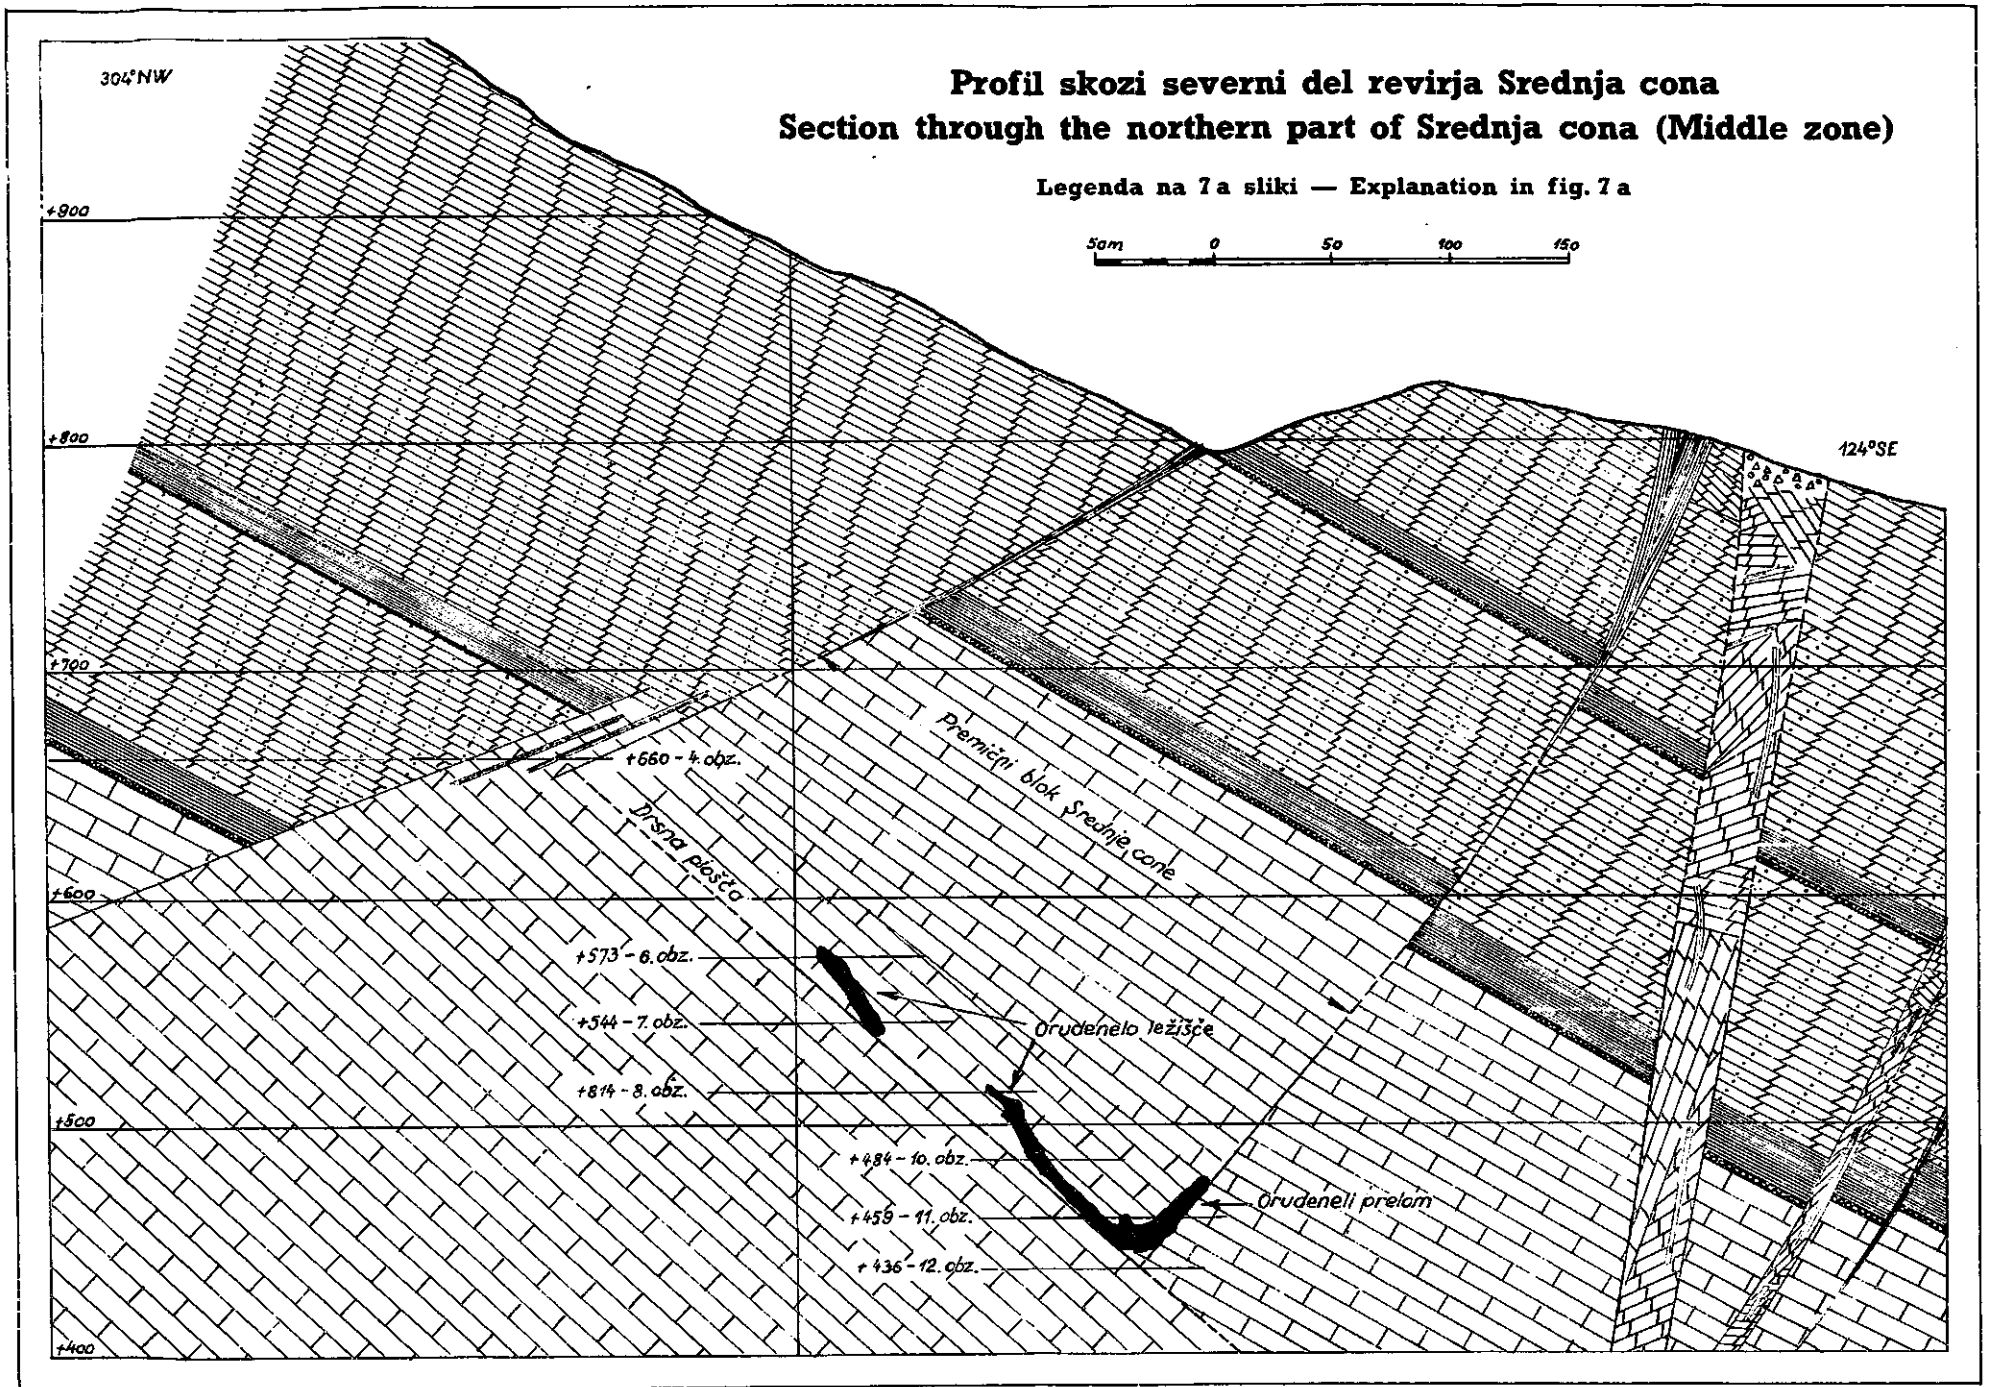 304°NW
Profil skozi severni del revirja Srednja cona
Section through the northern part of Srednja cona (Middle zone)
Legenda na 7 a sliki — Explanation in fig. 7 a
50m 0 50 100 150
+900
+800
124°SE
+700
+660 - 4. obz.
Premični blok Srednje cone
Drsna plošča
+600
+573 - 6. obz.
+544 - 7. obz.
Orudenelo ležišče
+814 - 8. obz.
+500
+484 - 10. obz.
Orudeneli prelom
+459 - 11. obz.
+436 - 12. obz.
+400